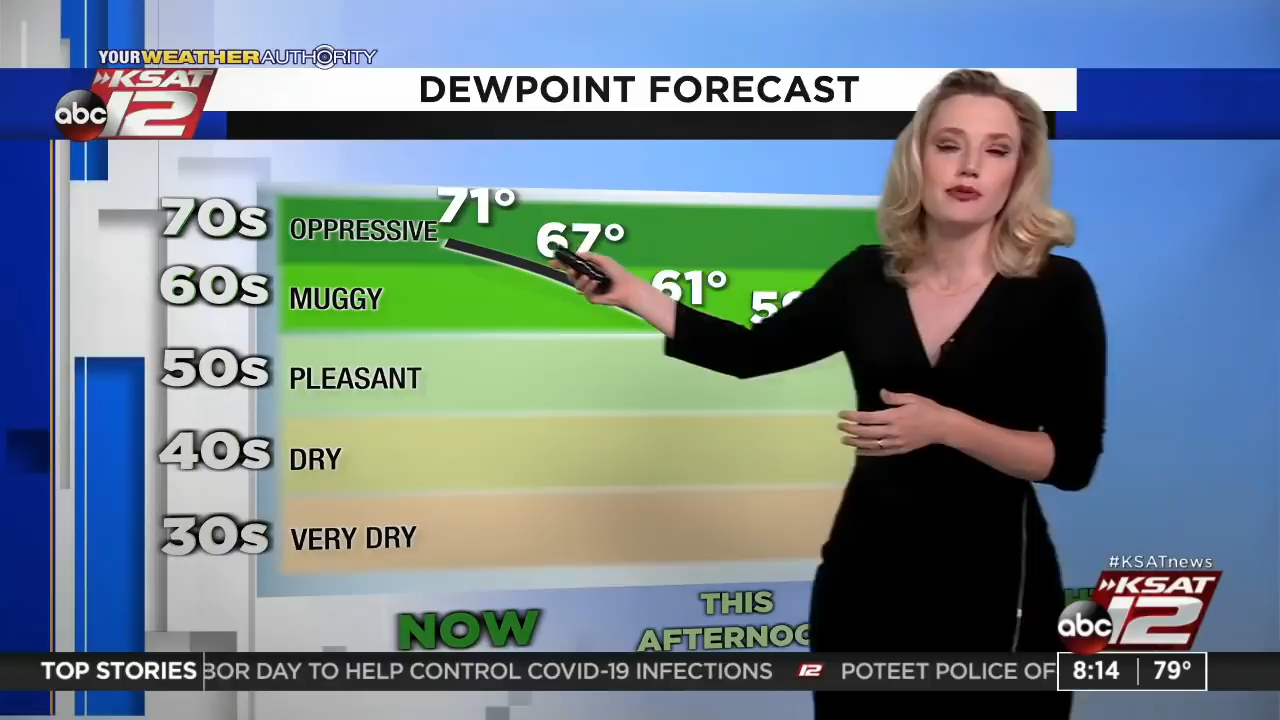 YOUR WEATHER AUTHORITY
KSAT
abc 12
DEWPOINT FORECAST
71°
70s OPPRESSIVE
67°
60s MUGGY
61°
50s PLEASANT
40s DRY
30s VERY DRY
NOW
THIS
AFTERNOO
#KSATnews
KSAT
abc 12
TOP STORIES BOR DAY TO HELP CONTROL COVID-19 INFECTIONS 12 POTEET POLICE OF
8:14 79°